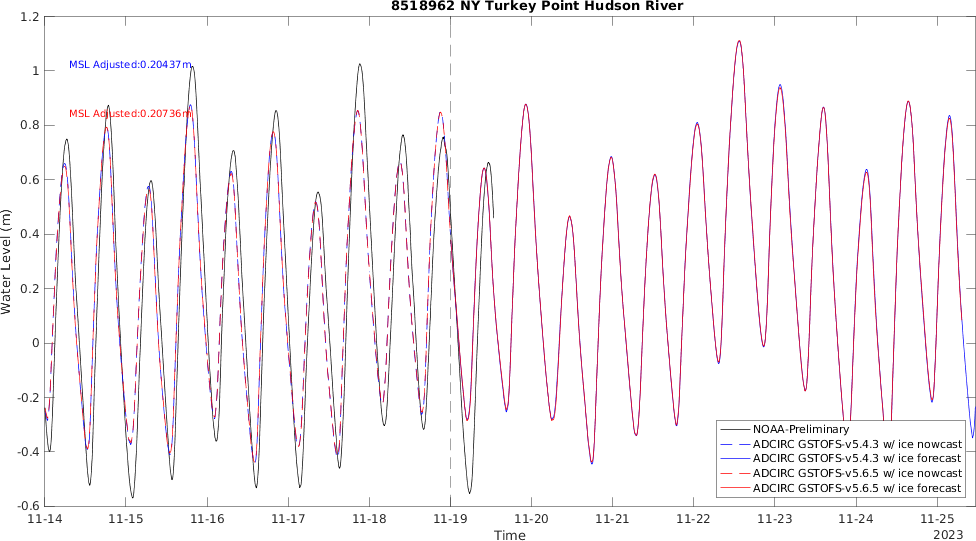 8518962 NY Turkey Point Hudson River
1.2
1
0.8
0.6
0.4
0.2
0
-0.2
-0.4
-0.6
Water Level (m)
MSL Adjusted:0.20437m
MSL Adjusted:0.20736m
NOAA-Preliminary
ADCIRC GSTOFS-v5.4.3 w/ ice nowcast
ADCIRC GSTOFS-v5.4.3 w/ ice forecast
ADCIRC GSTOFS-v5.6.5 w/ ice nowcast
ADCIRC GSTOFS-v5.6.5 w/ ice forecast
11-14 11-15 11-16 11-17 11-18 11-19 11-20 11-21 11-22 11-23 11-24 11-25
2023
Time